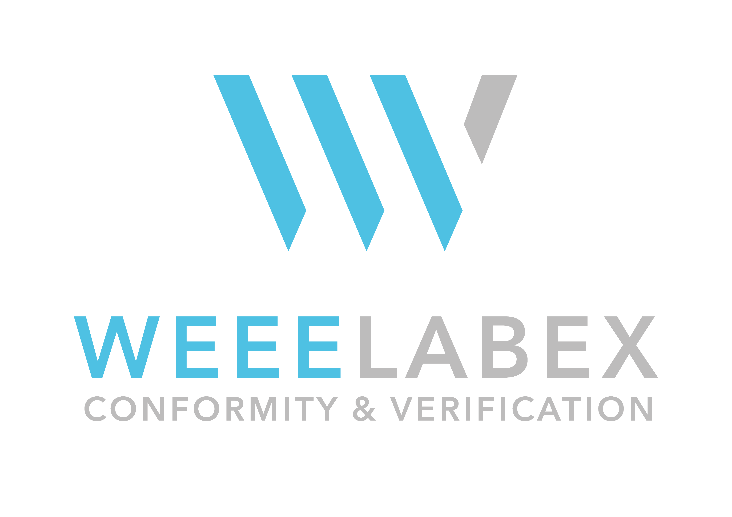 WEEELABEX
CONFORMITY & VERIFICATION